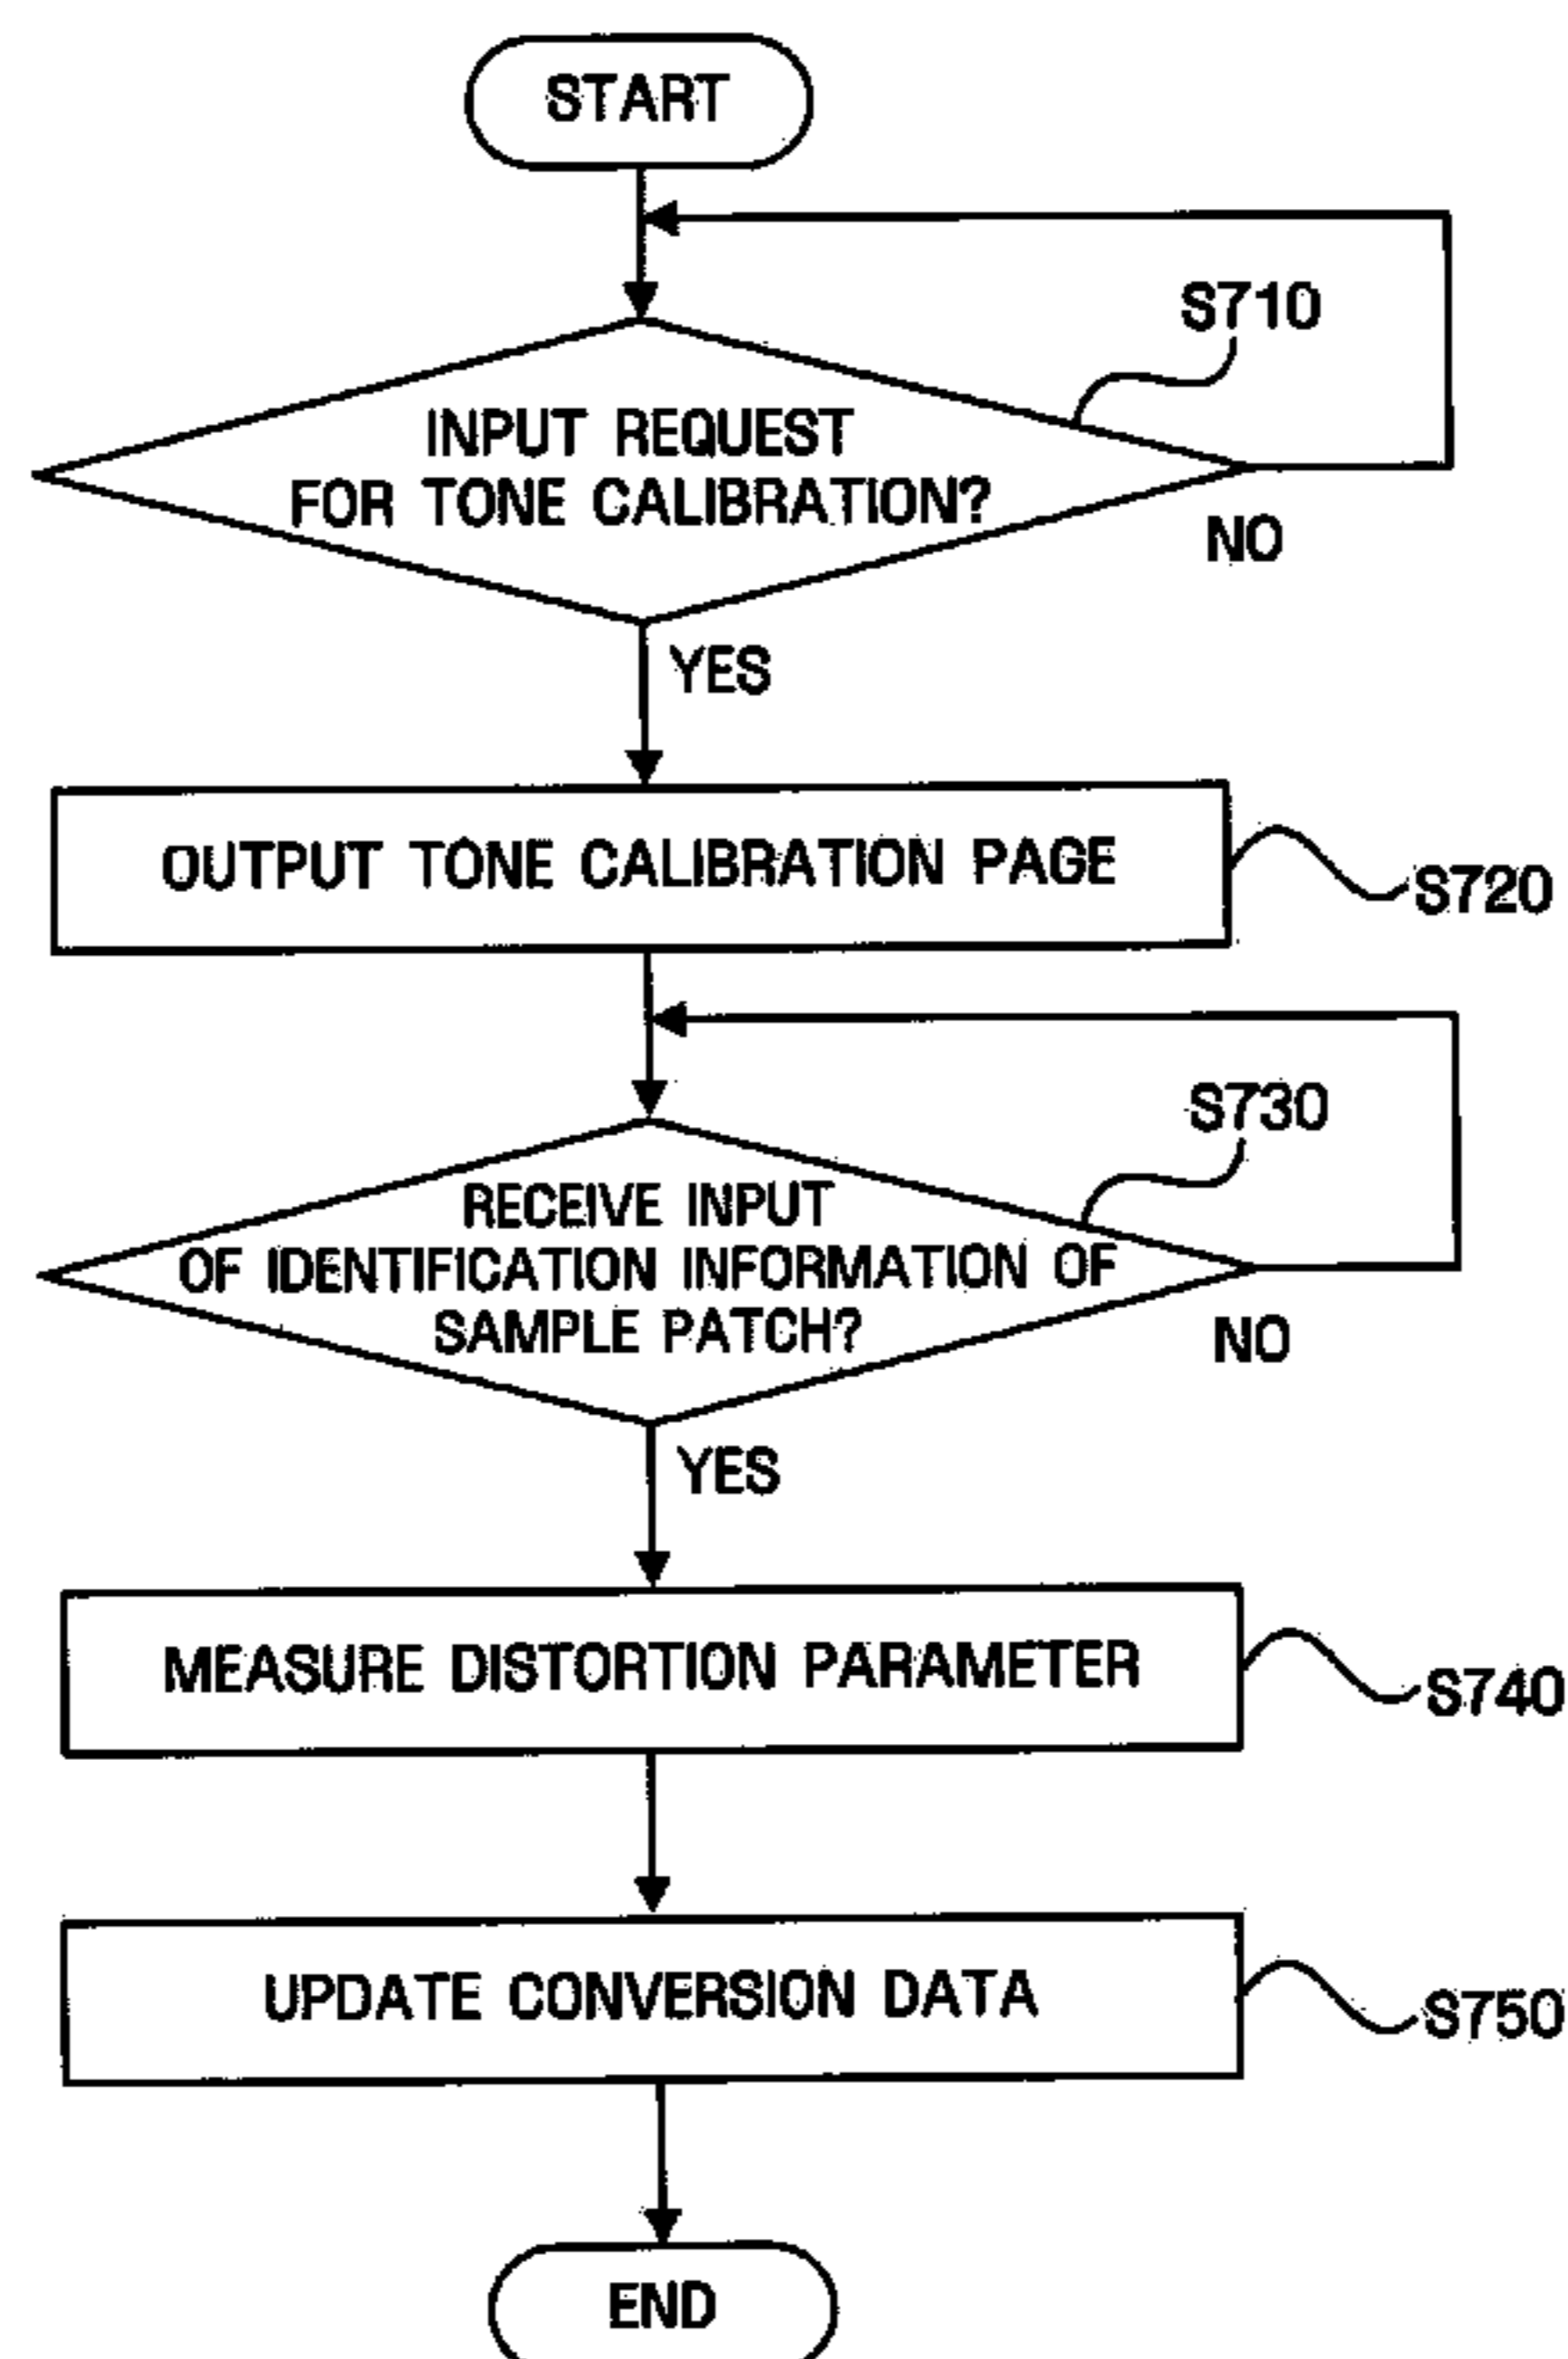 START
S710
INPUT REQUEST
FOR TONE CALIBRATION?
NO
YES
OUTPUT TONE CALIBRATION PAGE
S720
S730
RECEIVE INPUT
OF IDENTIFICATION INFORMATION OF
SAMPLE PATCH?
NO
YES
MEASURE DISTORTION PARAMETER
S740
UPDATE CONVERSION DATA
S750
END